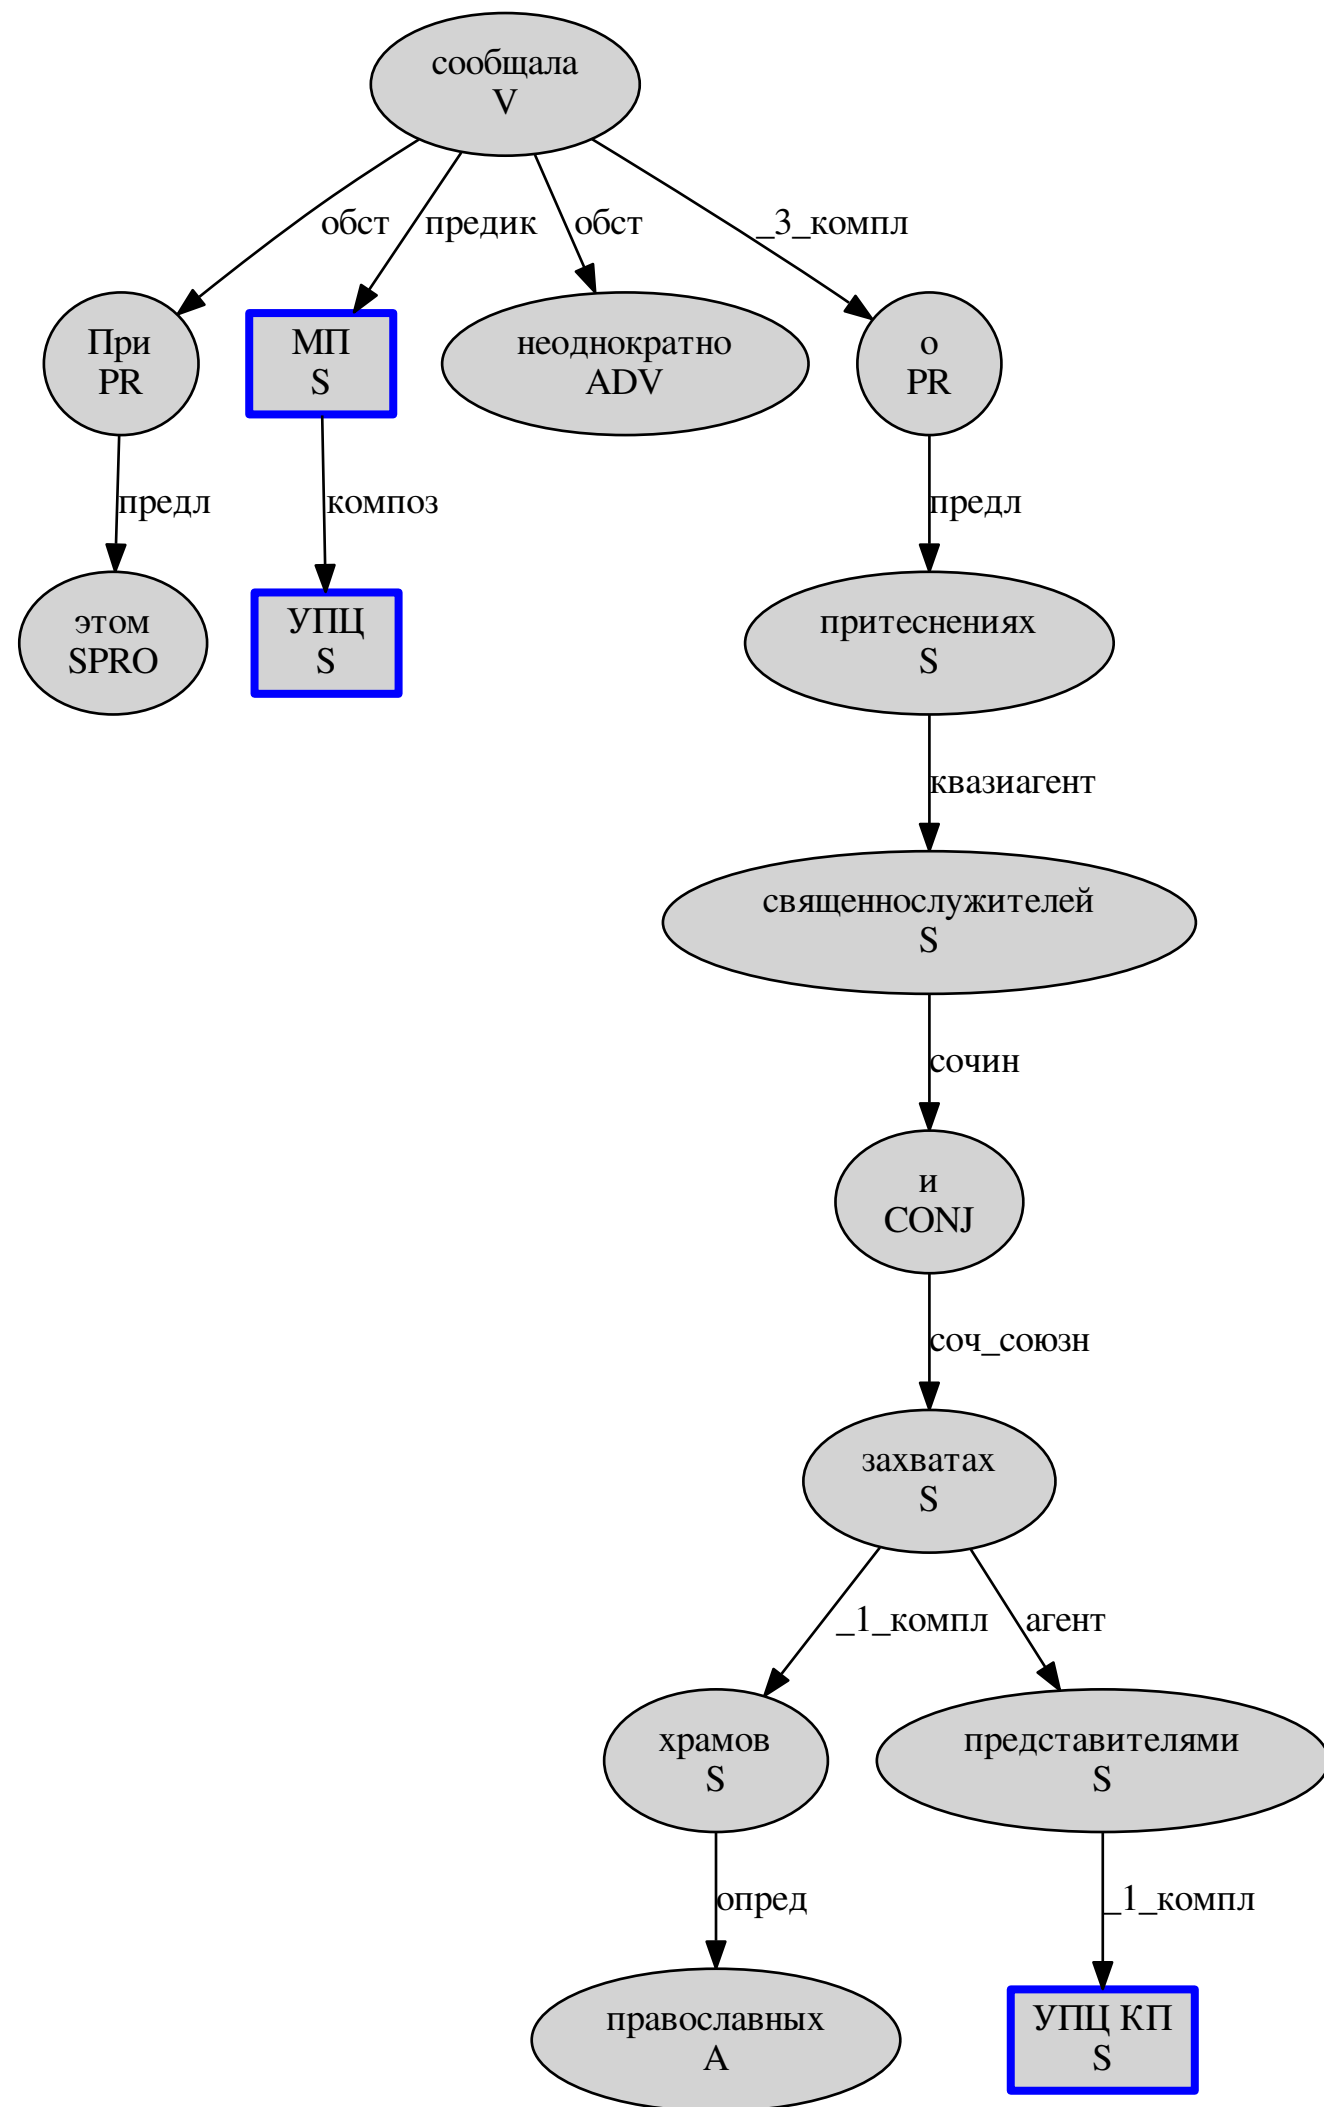 сообщала
V
обст
предик
обст
_3_компл
При
PR
МП
S
неоднократно
ADV
о
PR
предл
композ
предл
этом
SPRO
УПЦ
S
притеснениях
S
квазиагент
священнослужителей
S
сочин
и
CONJ
соч_союзн
захватах
S
_1_компл
агент
храмов
S
представителями
S
опред
_1_компл
православных
A
УПЦ КП
S